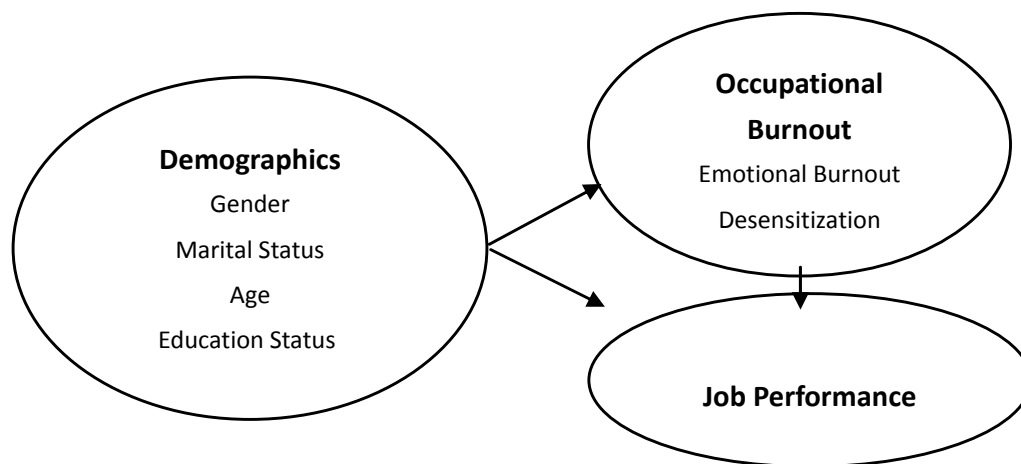 Demographics
Gender
Marital Status
Age
Education Status
Occupational
Burnout
Emotional Burnout
Desensitization
Job Performance